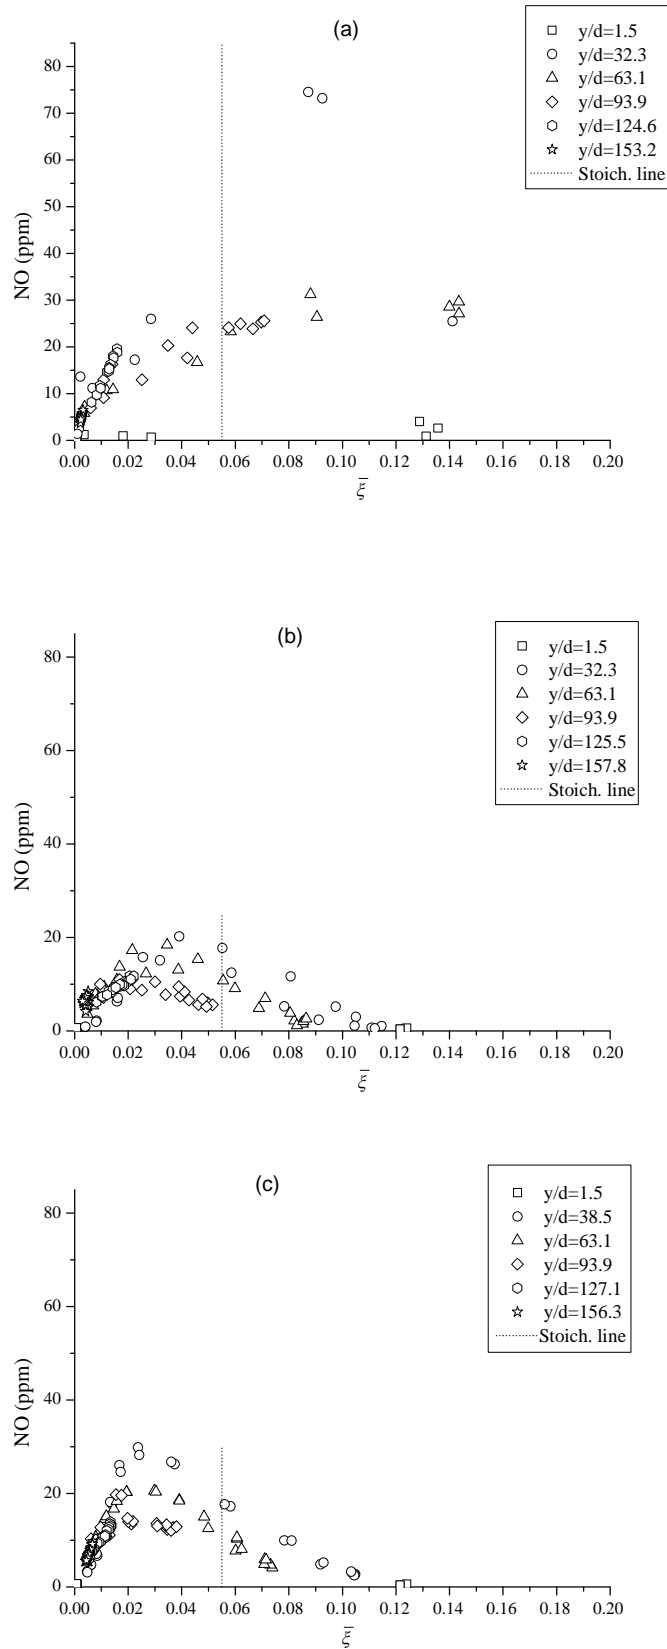 (a)
y/d=1.5
y/d=32.3
y/d=63.1
y/d=93.9
y/d=124.6
y/d=153.2
Stoich. line
80
70
60
50
40
30
20
10
0
NO (ppm)
0.00 0.02 0.04 0.06 0.08 0.10 0.12 0.14 0.16 0.18 0.20
ξ̄
(b)
y/d=1.5
y/d=32.3
y/d=63.1
y/d=93.9
y/d=125.5
y/d=157.8
Stoich. line
80
60
40
20
0
NO (ppm)
0.00 0.02 0.04 0.06 0.08 0.10 0.12 0.14 0.16 0.18 0.20
ξ̄
(c)
y/d=1.5
y/d=38.5
y/d=63.1
y/d=93.9
y/d=127.1
y/d=156.3
Stoich. line
80
60
40
20
0
NO (ppm)
0.00 0.02 0.04 0.06 0.08 0.10 0.12 0.14 0.16 0.18 0.20
ξ̄